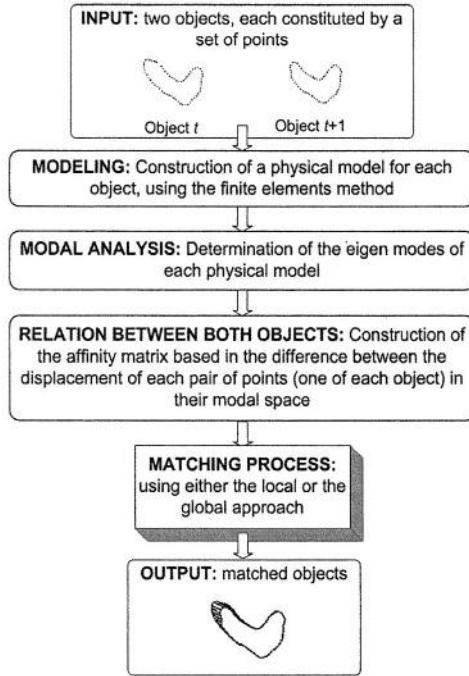 INPUT: two objects, each constituted by a
set of points
Object t
Object t+1
MODELING: Construction of a physical model for each
object, using the finite elements method
MODAL ANALYSIS: Determination of the eigen modes of
each physical model
RELATION BETWEEN BOTH OBJECTS: Construction of
the affinity matrix based in the difference between the
displacement of each pair of points (one of each object) in
their modal space
MATCHING PROCESS:
using either the local or the
global approach
OUTPUT: matched objects